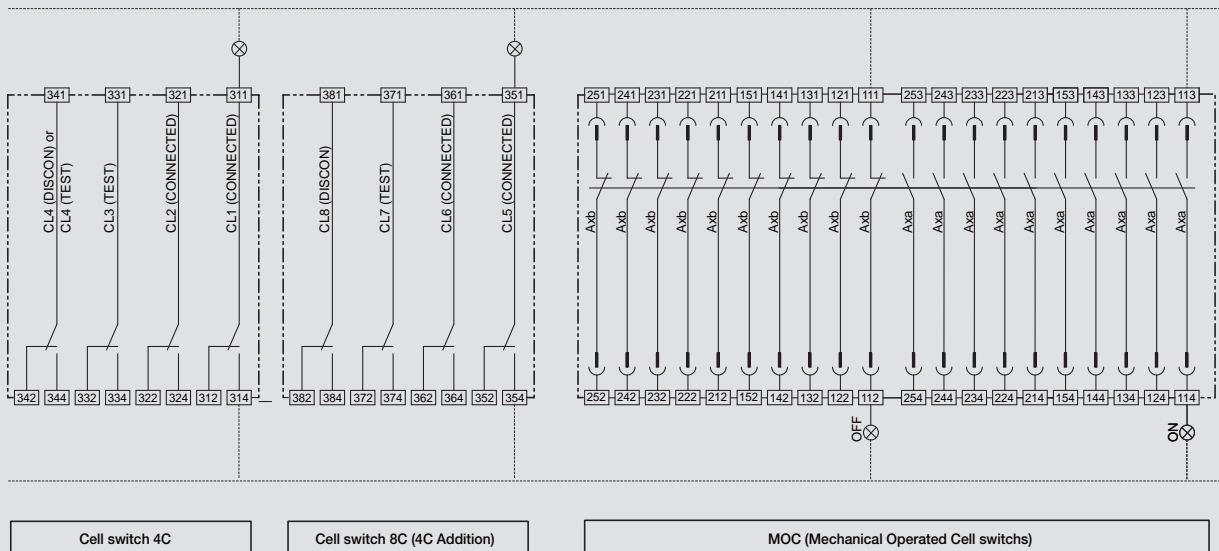 341 331 321 311 381 371 361 351 251 241 231 221 211 151 141 131 121 111 253 243 233 223 213 153 143 133 123 113
CL4 (DISCON) or
CL4 (TEST)
CL3 (TEST)
CL2 (CONNECTED)
CL1 (CONNECTED)
CL8 (DISCON)
CL7 (TEST)
CL6 (CONNECTED)
CL5 (CONNECTED)
Axb Axb Axb Axb Axb Axb Axb Axb Axb Axb Axa Axa Axa Axa Axa Axa Axa Axa Axa Axa
342 344 332 334 322 324 312 314 382 384 372 374 362 364 352 354 252 242 232 222 212 152 142 132 122 112 254 244 234 224 214 154 144 134 124 114
OFF
ON
Cell switch 4C
Cell switch 8C (4C Addition)
MOC (Mechanical Operated Cell switchs)